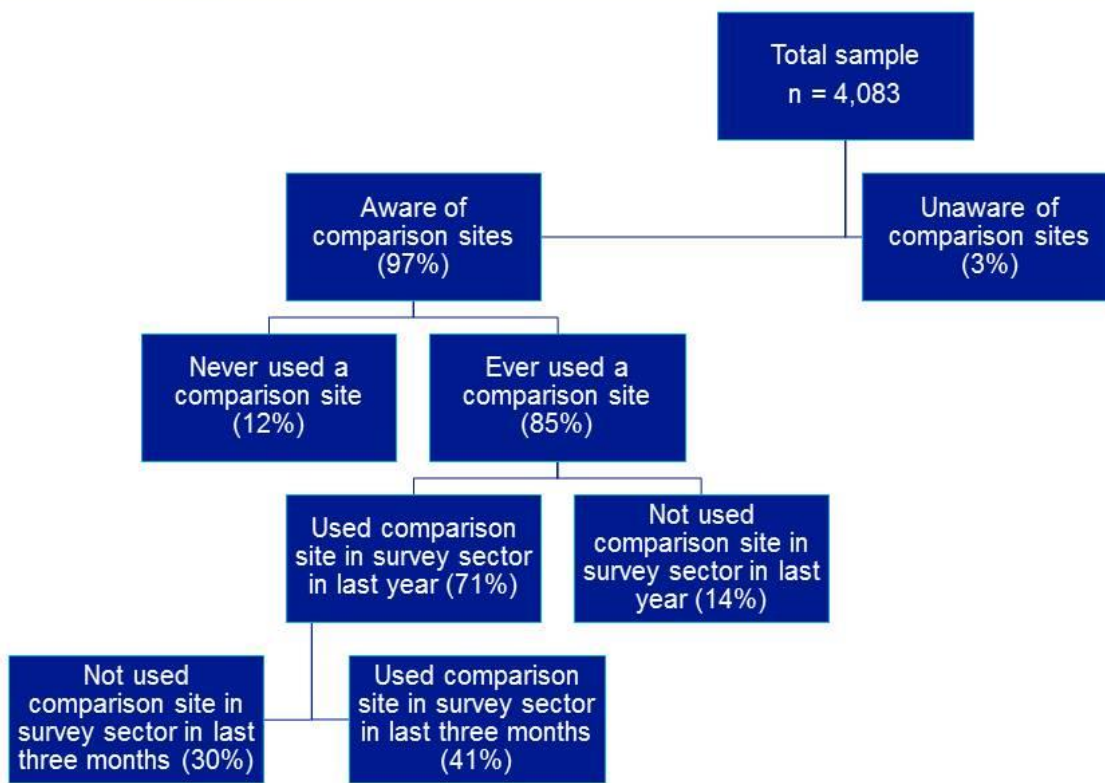 Total sample
n = 4,083
Aware of
comparison sites
(97%)
Unaware of
comparison sites
(3%)
Never used a
comparison site
(12%)
Ever used a
comparison site
(85%)
Used comparison
site in survey sector
in last year (71%)
Not used
comparison site in
survey sector in last
year (14%)
Not used
comparison site in
survey sector in last
three months (30%)
Used comparison
site in survey sector
in last three months
(41%)